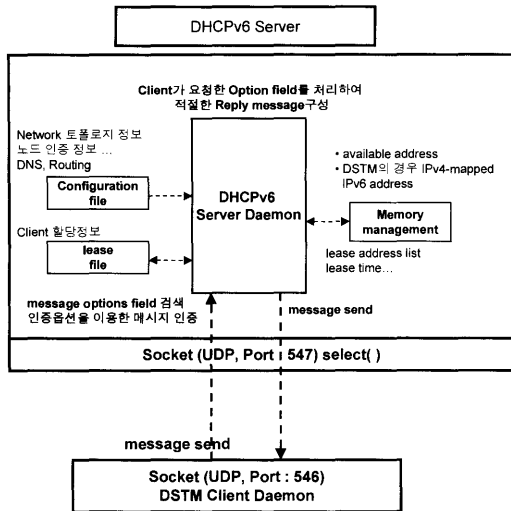 DHCPv6 Server
Client가 요청한 Option field를 처리하여
적절한 Reply message구성
Network 토폴로지 정보
노드 인증 정보 ...
DNS, Routing
Configuration
file
Client 할당정보
lease
file
DHCPv6
Server Daemon
• available address
• DSTM의 경우 IPv4-mapped
IPv6 address
Memory
management
lease address list
lease time...
message options field 검색
인증옵션을 이용한 메시지 인증
message send
Socket (UDP, Port : 547) select( )
message send
Socket (UDP, Port : 546)
DSTM Client Daemon